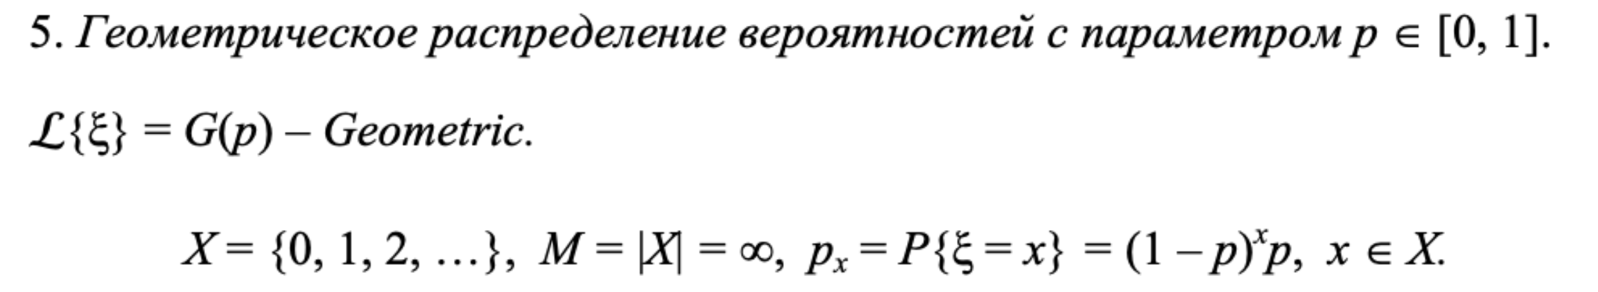 5. Геометрическое распределение вероятностей с параметром p ∈ [0, 1].
ℒ{ξ} = G(p) – Geometric.
X = {0, 1, 2, …}, M = |X| = ∞, pₓ = P{ξ = x} = (1 – p)ˣp, x ∈ X.